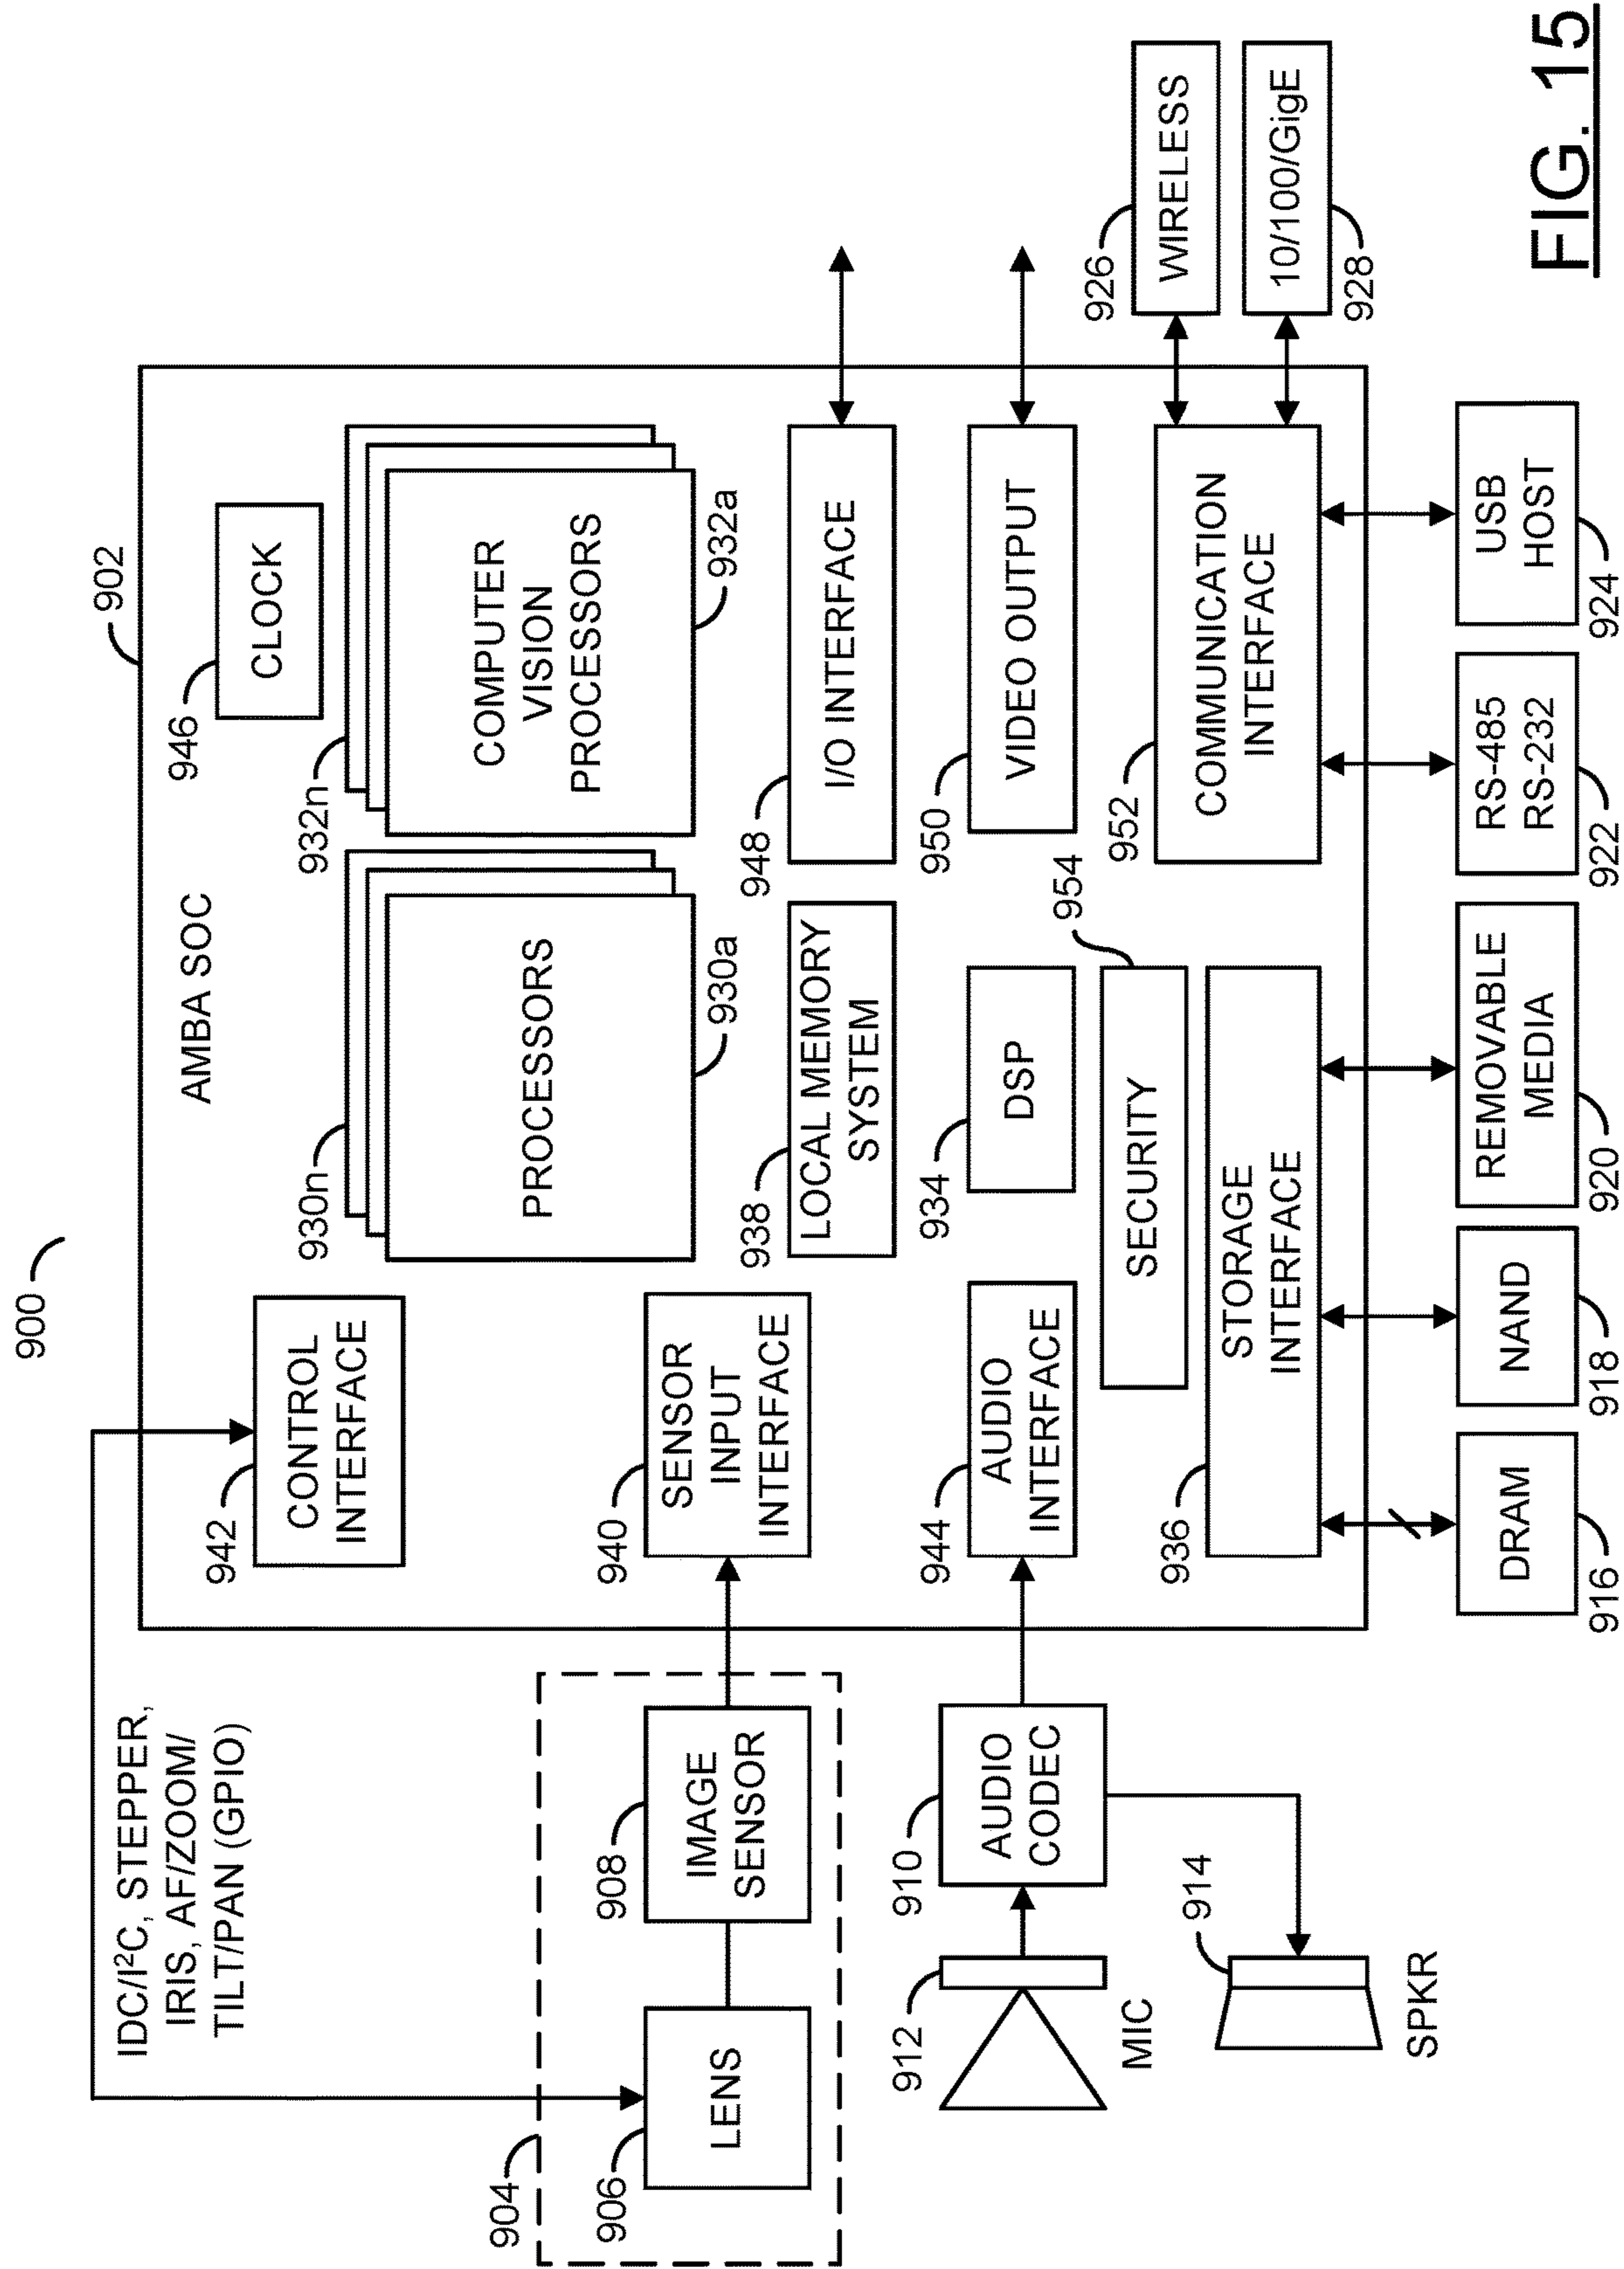 900
902
AMBA SOC
IDC/I²C, STEPPER,
IRIS, AF/ZOOM/
TILT/PAN (GPIO)
942
CONTROL
INTERFACE
946
CLOCK
930n
PROCESSORS
930a
932n
COMPUTER
VISION
PROCESSORS
932a
904
906
LENS
908
IMAGE
SENSOR
940
SENSOR
INPUT
INTERFACE
938
LOCAL MEMORY
SYSTEM
948
I/O INTERFACE
912
MIC
910
AUDIO
CODEC
944
AUDIO
INTERFACE
934
DSP
950
VIDEO OUTPUT
914
SPKR
954
SECURITY
936
STORAGE
INTERFACE
952
COMMUNICATION
INTERFACE
926
WIRELESS
10/100/GigE
928
DRAM
916
NAND
918
REMOVABLE
MEDIA
920
RS-485
RS-232
922
USB
HOST
924
FIG. 15